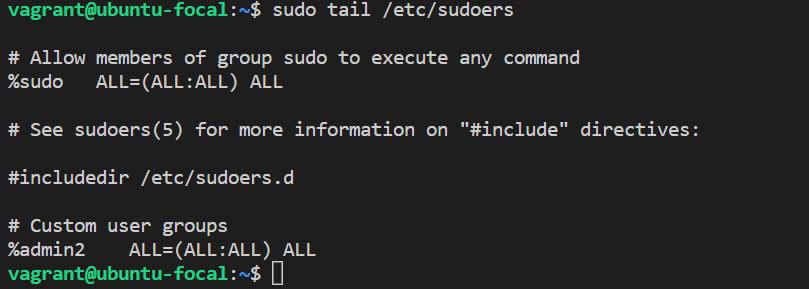 vagrant@ubuntu-focal:~$ sudo tail /etc/sudoers
# Allow members of group sudo to execute any command
%sudo   ALL=(ALL:ALL) ALL
# See sudoers(5) for more information on "#include" directives:
#includedir /etc/sudoers.d
# Custom user groups
%admin2    ALL=(ALL:ALL) ALL
vagrant@ubuntu-focal:~$